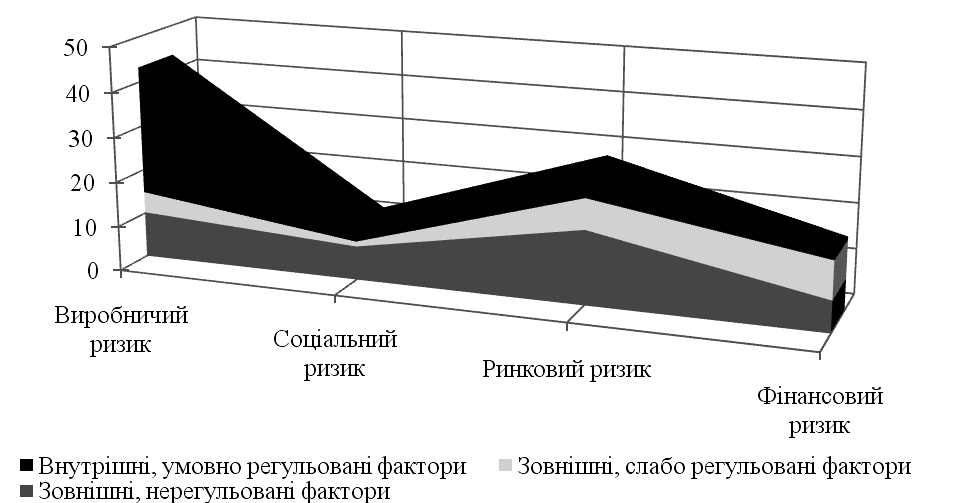 50
40
30
20
10
0
Виробничий
ризик
Соціальний
ризик
Ринковий ризик
Фінансовий
ризик
Внутрішні, умовно регульовані фактори
Зовнішні, слабо регульовані фактори
Зовнішні, нерегульовані фактори